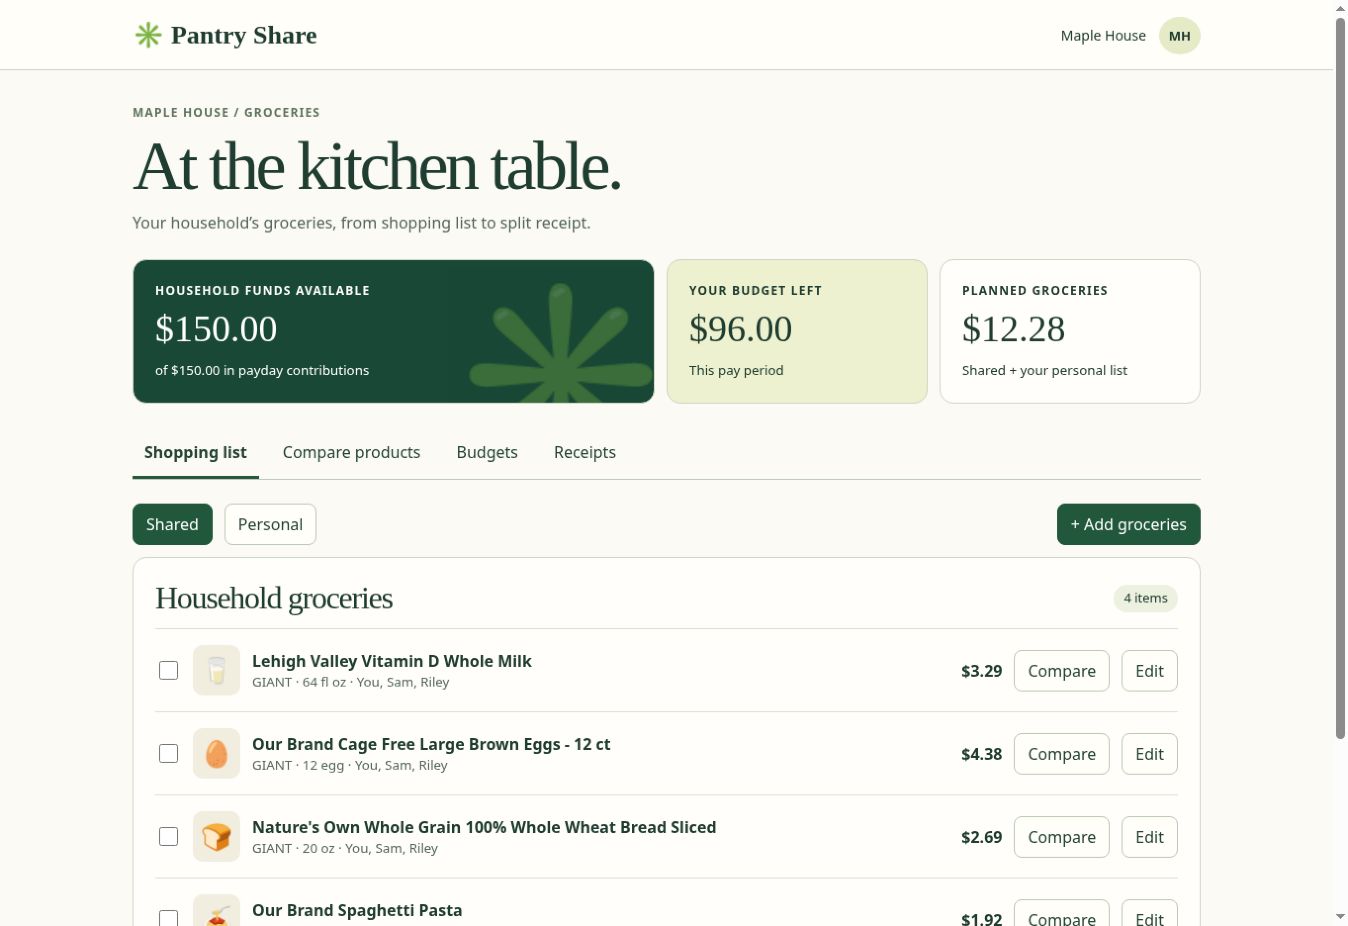 Pantry Share
Maple House
MH
MAPLE HOUSE / GROCERIES
At the kitchen table.
Your household’s groceries, from shopping list to split receipt.
HOUSEHOLD FUNDS AVAILABLE
$150.00
of $150.00 in payday contributions
YOUR BUDGET LEFT
$96.00
This pay period
PLANNED GROCERIES
$12.28
Shared + your personal list
Shopping list
Compare products
Budgets
Receipts
Shared
Personal
+ Add groceries
Household groceries
4 items
Lehigh Valley Vitamin D Whole Milk
GIANT · 64 fl oz · You, Sam, Riley
$3.29
Compare
Edit
Our Brand Cage Free Large Brown Eggs - 12 ct
GIANT · 12 egg · You, Sam, Riley
$4.38
Compare
Edit
Nature's Own Whole Grain 100% Whole Wheat Bread Sliced
GIANT · 20 oz · You, Sam, Riley
$2.69
Compare
Edit
Our Brand Spaghetti Pasta
$1.92
Compare
Edit